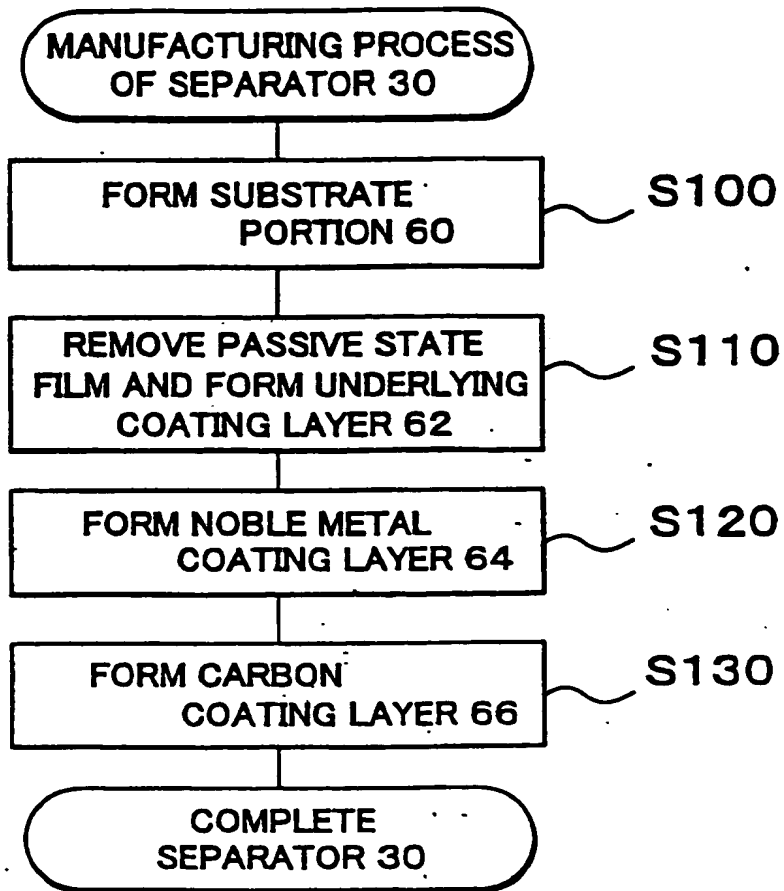 MANUFACTURING PROCESS
OF SEPARATOR 30
FORM SUBSTRATE
PORTION 60
S100
REMOVE PASSIVE STATE
FILM AND FORM UNDERLYING
COATING LAYER 62
S110
FORM NOBLE METAL
COATING LAYER 64
S120
FORM CARBON
COATING LAYER 66
S130
COMPLETE
SEPARATOR 30